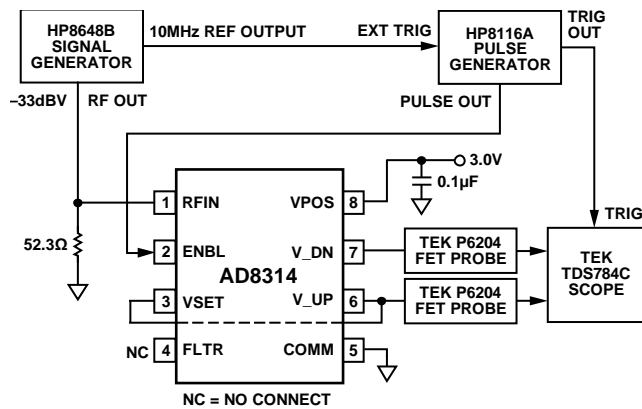 HP8648B
SIGNAL
GENERATOR
10MHz REF OUTPUT
EXT TRIG
HP8116A
PULSE
GENERATOR
TRIG
OUT
–33dBV
RF OUT
PULSE OUT
3.0V
0.1µF
52.3Ω
1 RFIN
VPOS 8
2 ENBL
V_DN 7
AD8314
3 VSET
V_UP 6
NC 4 FLTR
COMM 5
TEK P6204
FET PROBE
TEK P6204
FET PROBE
TRIG
TEK
TDS784C
SCOPE
NC = NO CONNECT